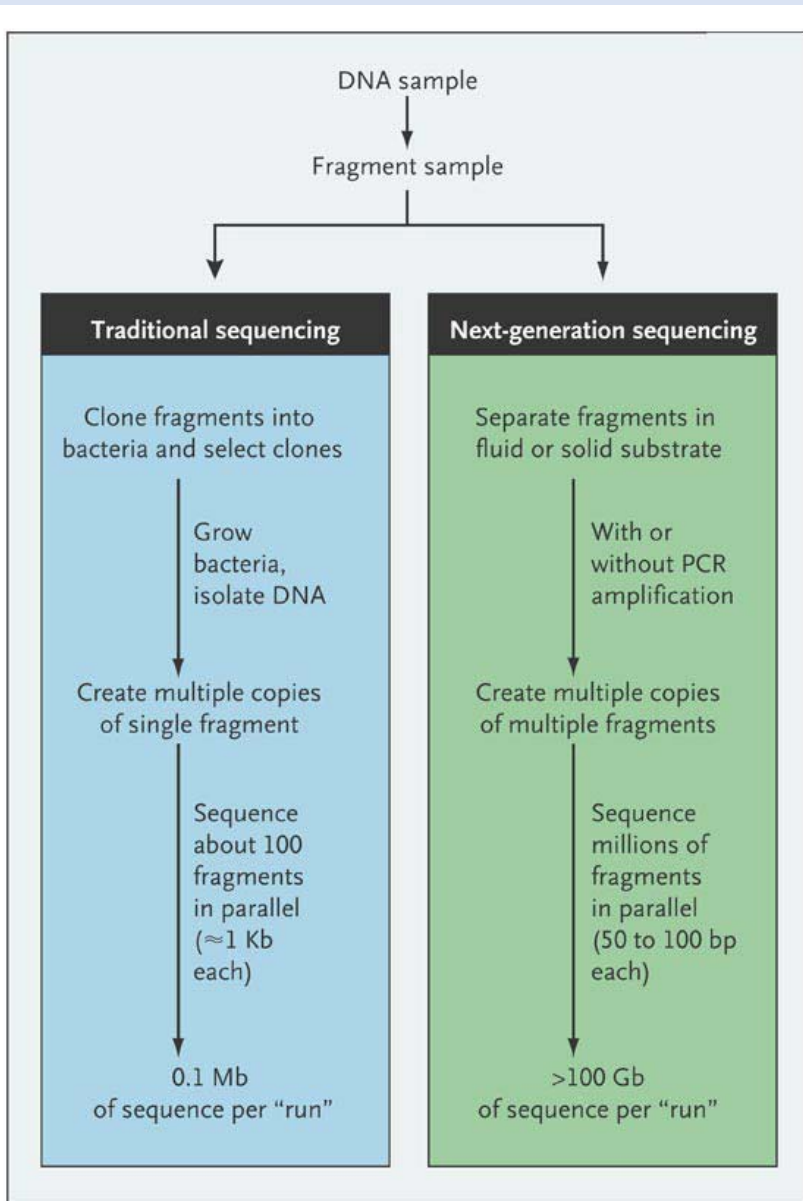 DNA sample
Fragment sample
Traditional sequencing
Clone fragments into
bacteria and select clones
Grow
bacteria,
isolate DNA
Create multiple copies
of single fragment
Sequence
about 100
fragments
in parallel
(≈1 Kb
each)
0.1 Mb
of sequence per “run”
Next-generation sequencing
Separate fragments in
fluid or solid substrate
With or
without PCR
amplification
Create multiple copies
of multiple fragments
Sequence
millions of
fragments
in parallel
(50 to 100 bp
each)
>100 Gb
of sequence per “run”